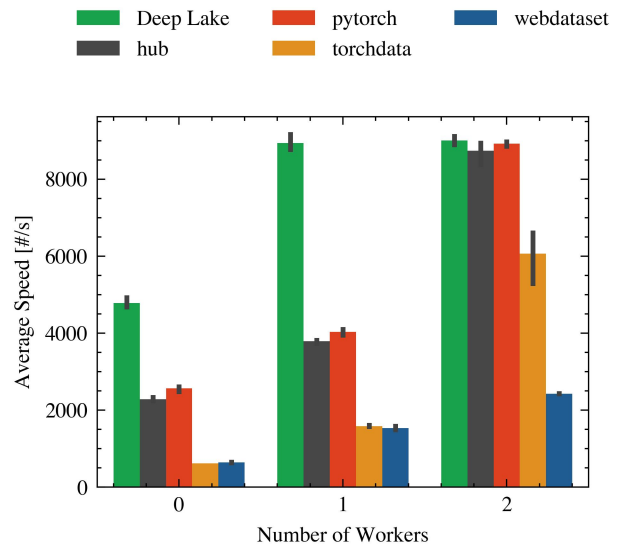 Deep Lake pytorch webdataset
hub torchdata
8000
6000
4000
2000
0
Average Speed [#/s]
0 1 2
Number of Workers